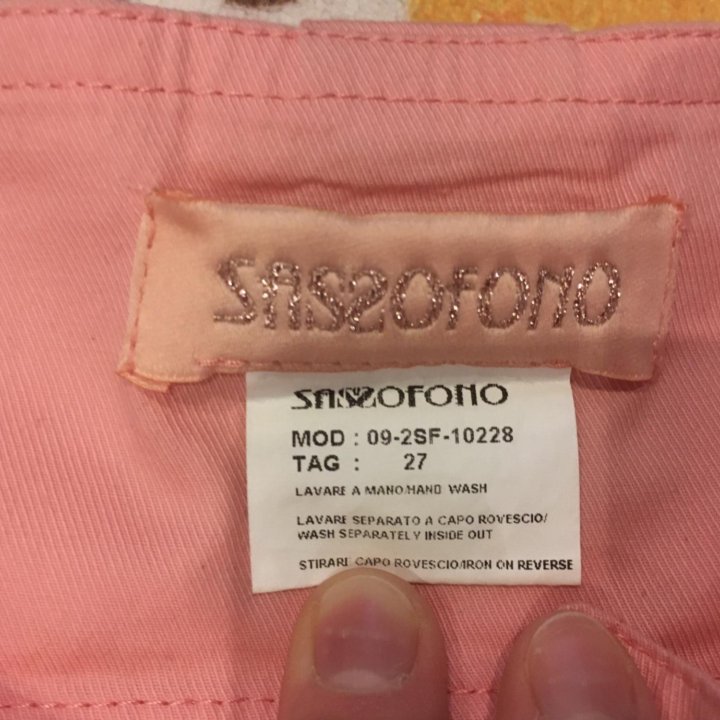 SASSOFONO
SASSOFONO
MOD : 09-2SF-10228
TAG : 27
LAVARE A MANO/HAND WASH
LAVARE SEPARATO A CAPO ROVESCIO/
WASH SEPARATELY INSIDE OUT
STIRARE CAPO ROVESCIO/IRON ON REVERSE